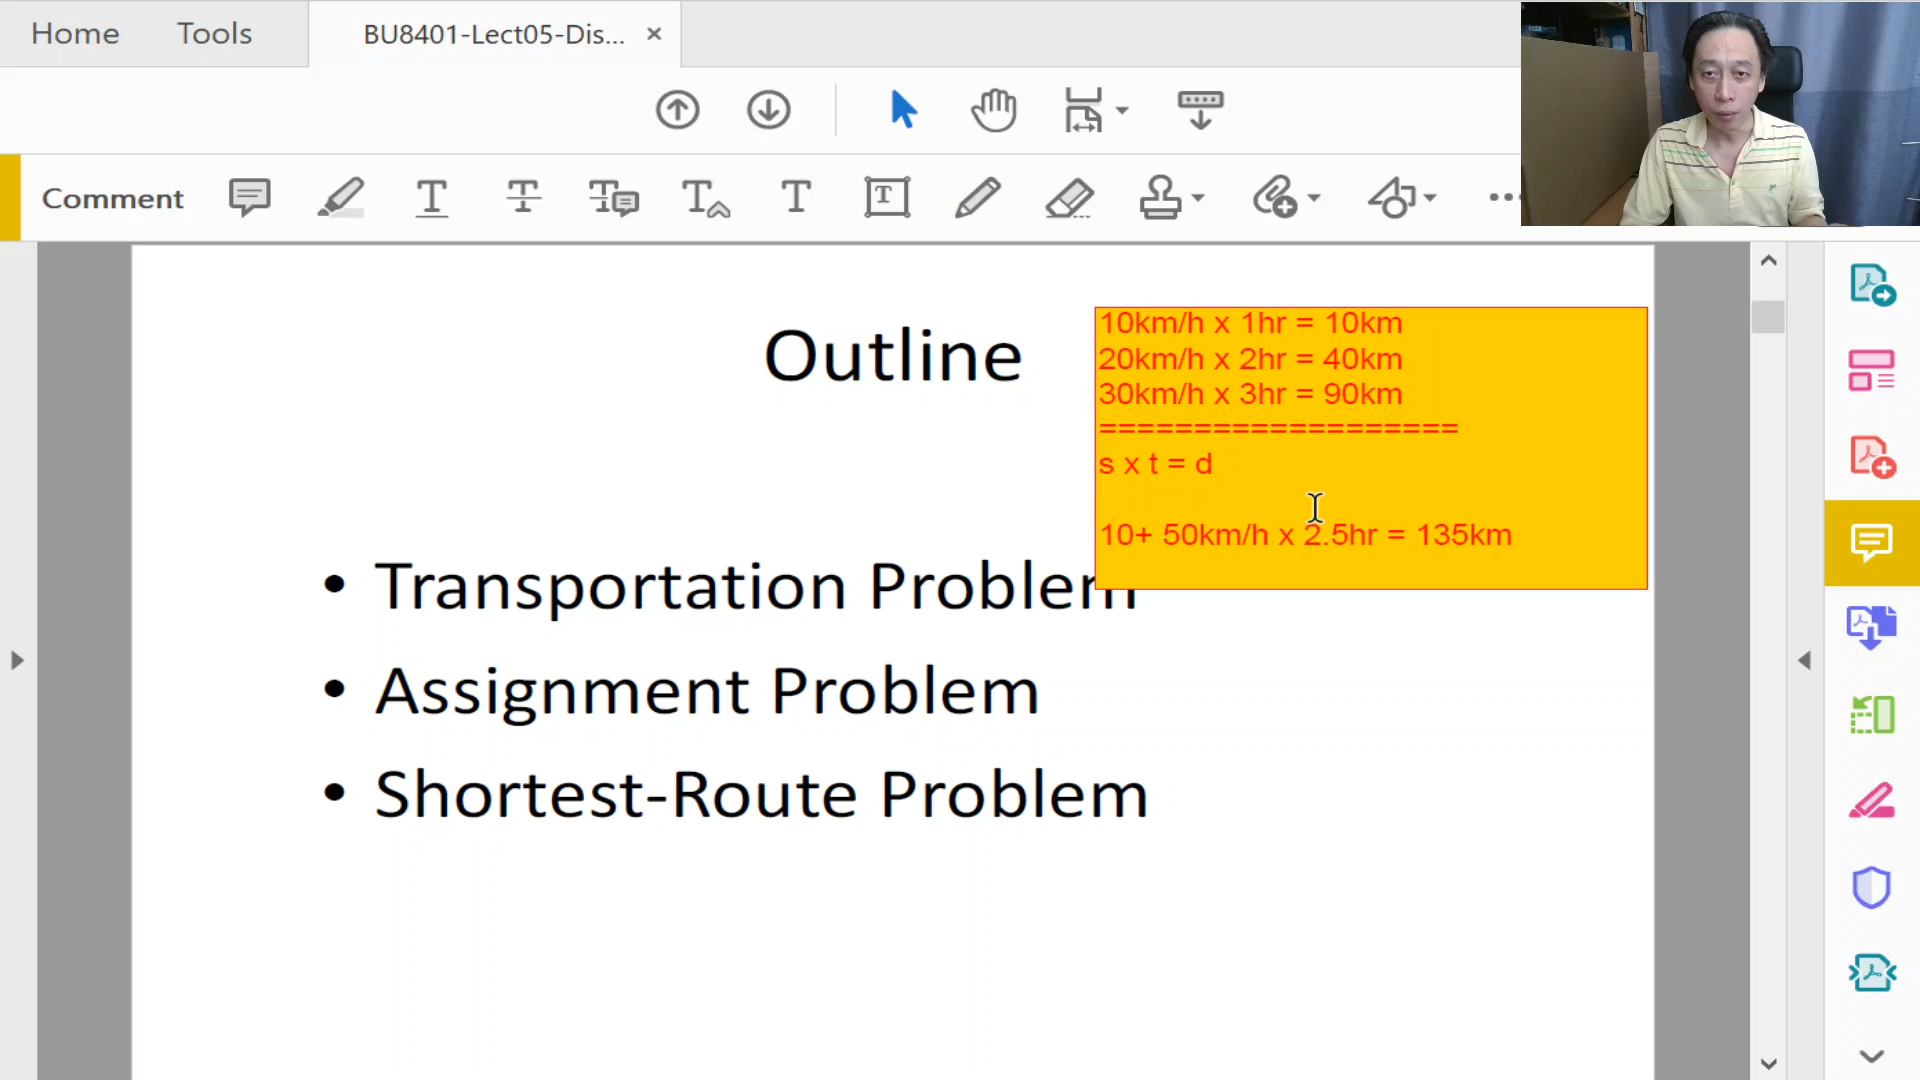 Home
Tools
BU8401-Lect05-Dis...
Comment
Outline
10km/h x 1hr = 10km
20km/h x 2hr = 40km
30km/h x 3hr = 90km
===================
s x t = d
10+ 50km/h x 2.5hr = 135km
• Transportation Problem
• Assignment Problem
• Shortest-Route Problem